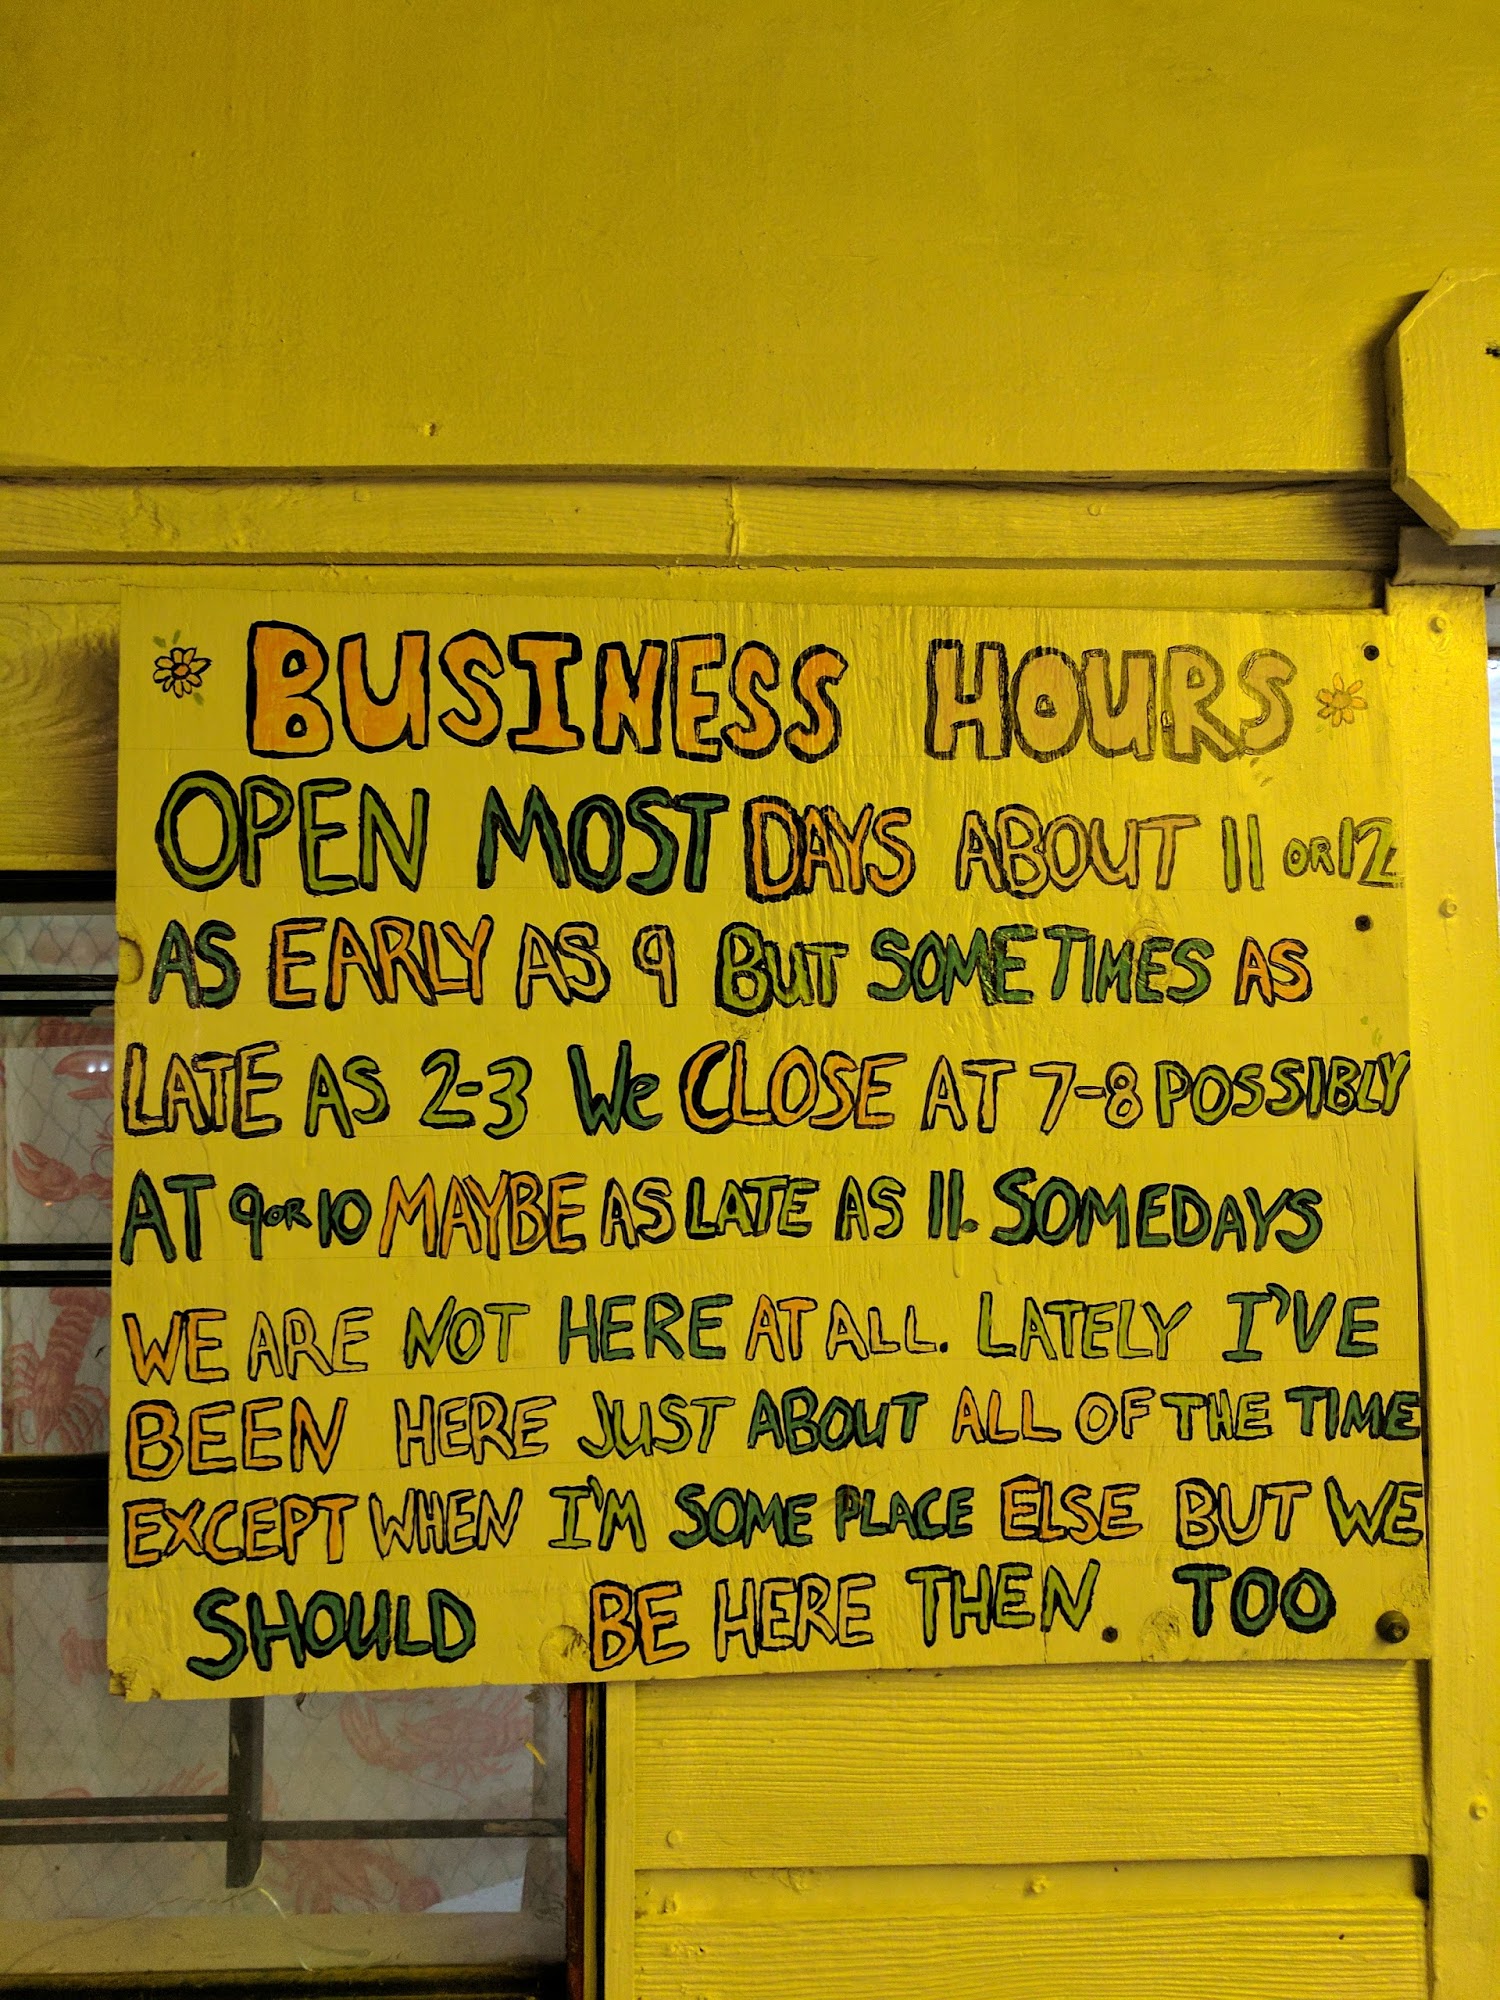 BUSINESS HOURS
OPEN MOST DAYS ABOUT 11 OR 12
AS EARLY AS 9 BUT SOMETIMES AS
LATE AS 2-3 We CLOSE AT 7-8 POSSIBLY
AT 9 OR 10 MAYBE AS LATE AS 11. SOMEDAYS
WE ARE NOT HERE AT ALL. LATELY I'VE
BEEN HERE JUST ABOUT ALL OF THE TIME
EXCEPT WHEN I'M SOME PLACE ELSE BUT WE
SHOULD BE HERE THEN. TOO